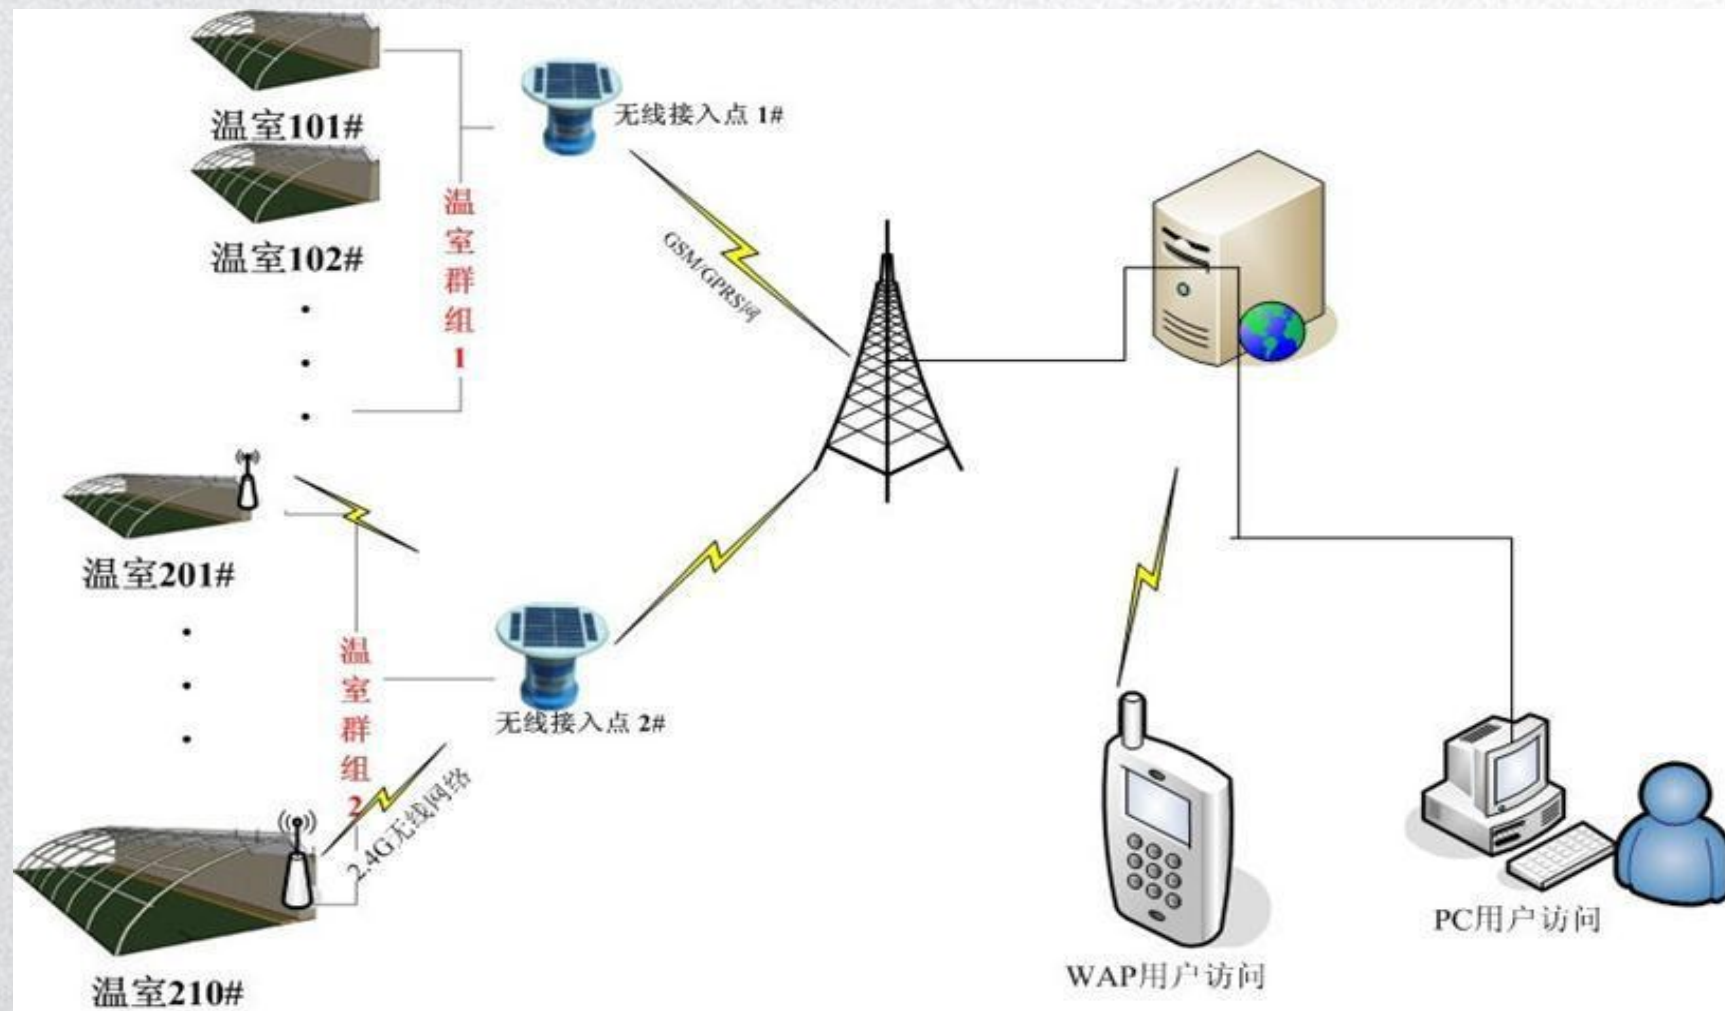 温室101#
无线接入点 1#
温室102#
温室群组1
GSM/GPRS网
温室201#
温室群组2
无线接入点 2#
2.4G无线网络
温室210#
WAP用户访问
PC用户访问